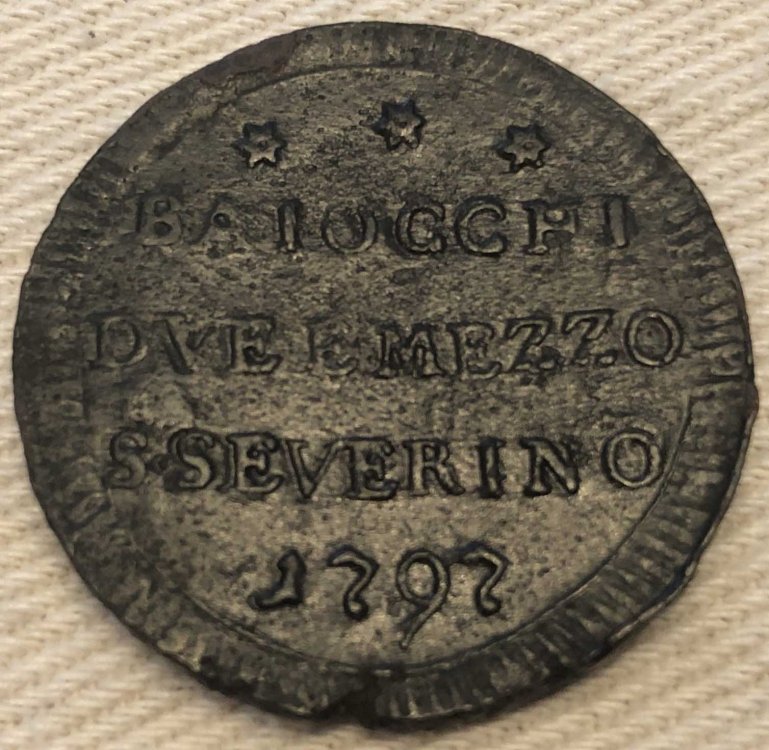 BAIOCCHI
DVE E MEZZO
S·SEVERINO
1797